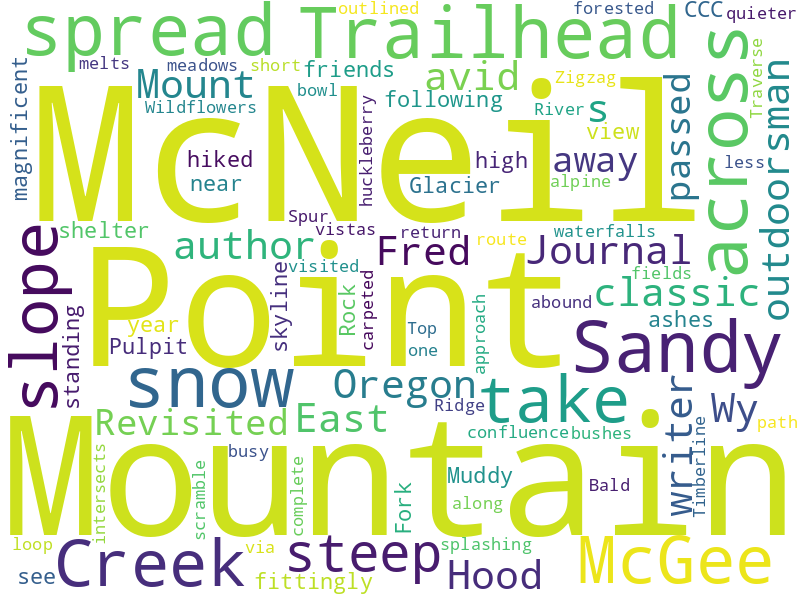 outlined
forested
CCC
quieter
spread
Trailhead
melts
meadows
short
friends
avid
Zigzag
Traverse
magnificent
Mount
bowl
passed
across
Wildflowers
following
River
s
view
outdoorsman
McNeil
huckleberry
hiked
high
away
less
near
Glacier
alpine
Spur
vistas
shelter
return
waterfalls
slope
author
Fred
route
Journal
skyline
visited
fields
Point
carpeted
Rock
classic
standing
year
Top
approach
abound
ashes
Pulpit
one
Sandy
snow
Oregon
take
writer
Wy
Revisited
East
Ridge
path
confluence
bushes
Timberline
Mountain
intersects
busy
scramble
complete
Fork
Muddy
Bald
along
loop
via
splashing
Creek
steep
McGee
see
fittingly
Hood